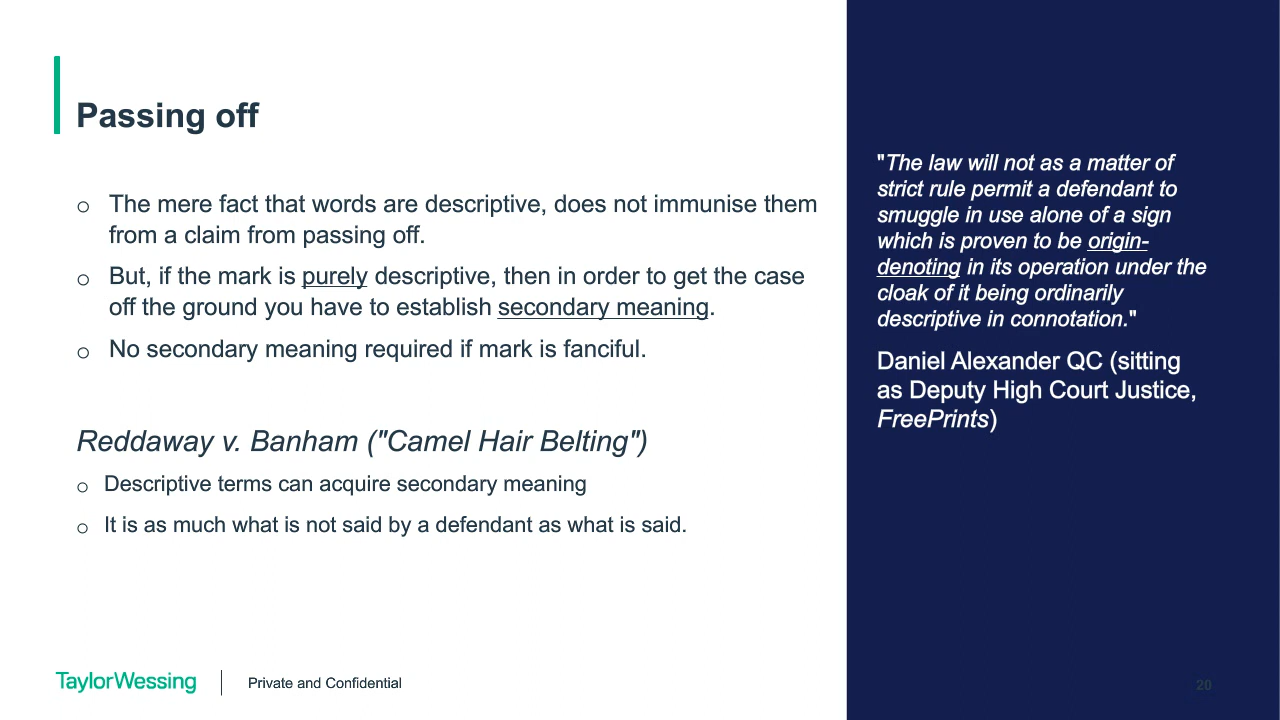 Passing off
o The mere fact that words are descriptive, does not immunise them
from a claim from passing off.
o But, if the mark is purely descriptive, then in order to get the case
off the ground you have to establish secondary meaning.
o No secondary meaning required if mark is fanciful.
Reddaway v. Banham ("Camel Hair Belting")
o Descriptive terms can acquire secondary meaning
o It is as much what is not said by a defendant as what is said.
"The law will not as a matter of
strict rule permit a defendant to
smuggle in use alone of a sign
which is proven to be origin-
denoting in its operation under the
cloak of it being ordinarily
descriptive in connotation."
Daniel Alexander QC (sitting
as Deputy High Court Justice,
FreePrints)
TaylorWessing | Private and Confidential
20